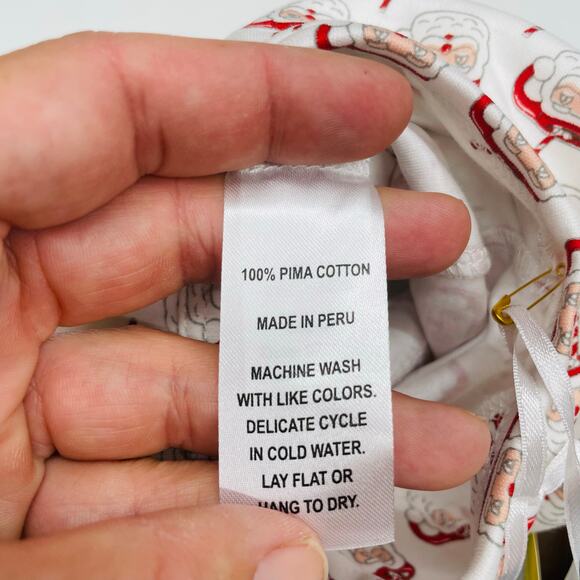 100% PIMA COTTON
MADE IN PERU
MACHINE WASH
WITH LIKE COLORS.
DELICATE CYCLE
IN COLD WATER.
LAY FLAT OR
HANG TO DRY.